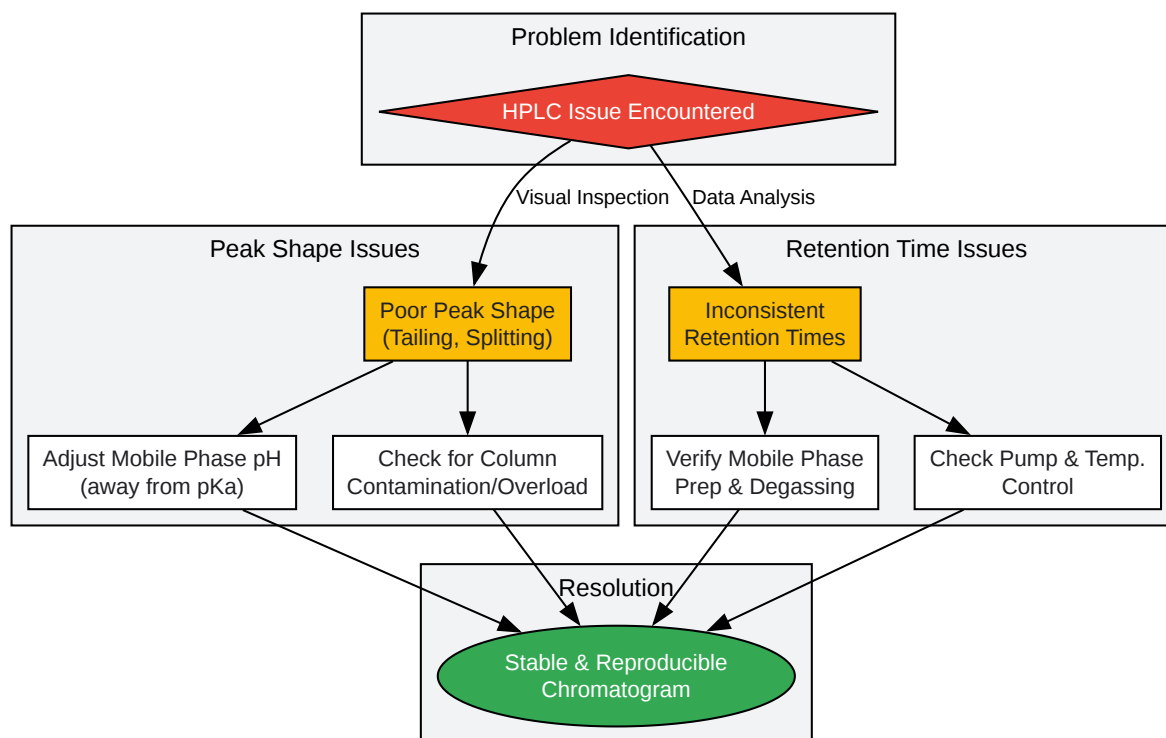 Problem Identification
HPLC Issue Encountered
Visual Inspection
Data Analysis
Peak Shape Issues
Retention Time Issues
Poor Peak Shape
(Tailing, Splitting)
Inconsistent
Retention Times
Adjust Mobile Phase pH
(away from pKa)
Check for Column
Contamination/Overload
Verify Mobile Phase
Prep & Degassing
Check Pump & Temp.
Control
Resolution
Stable & Reproducible
Chromatogram